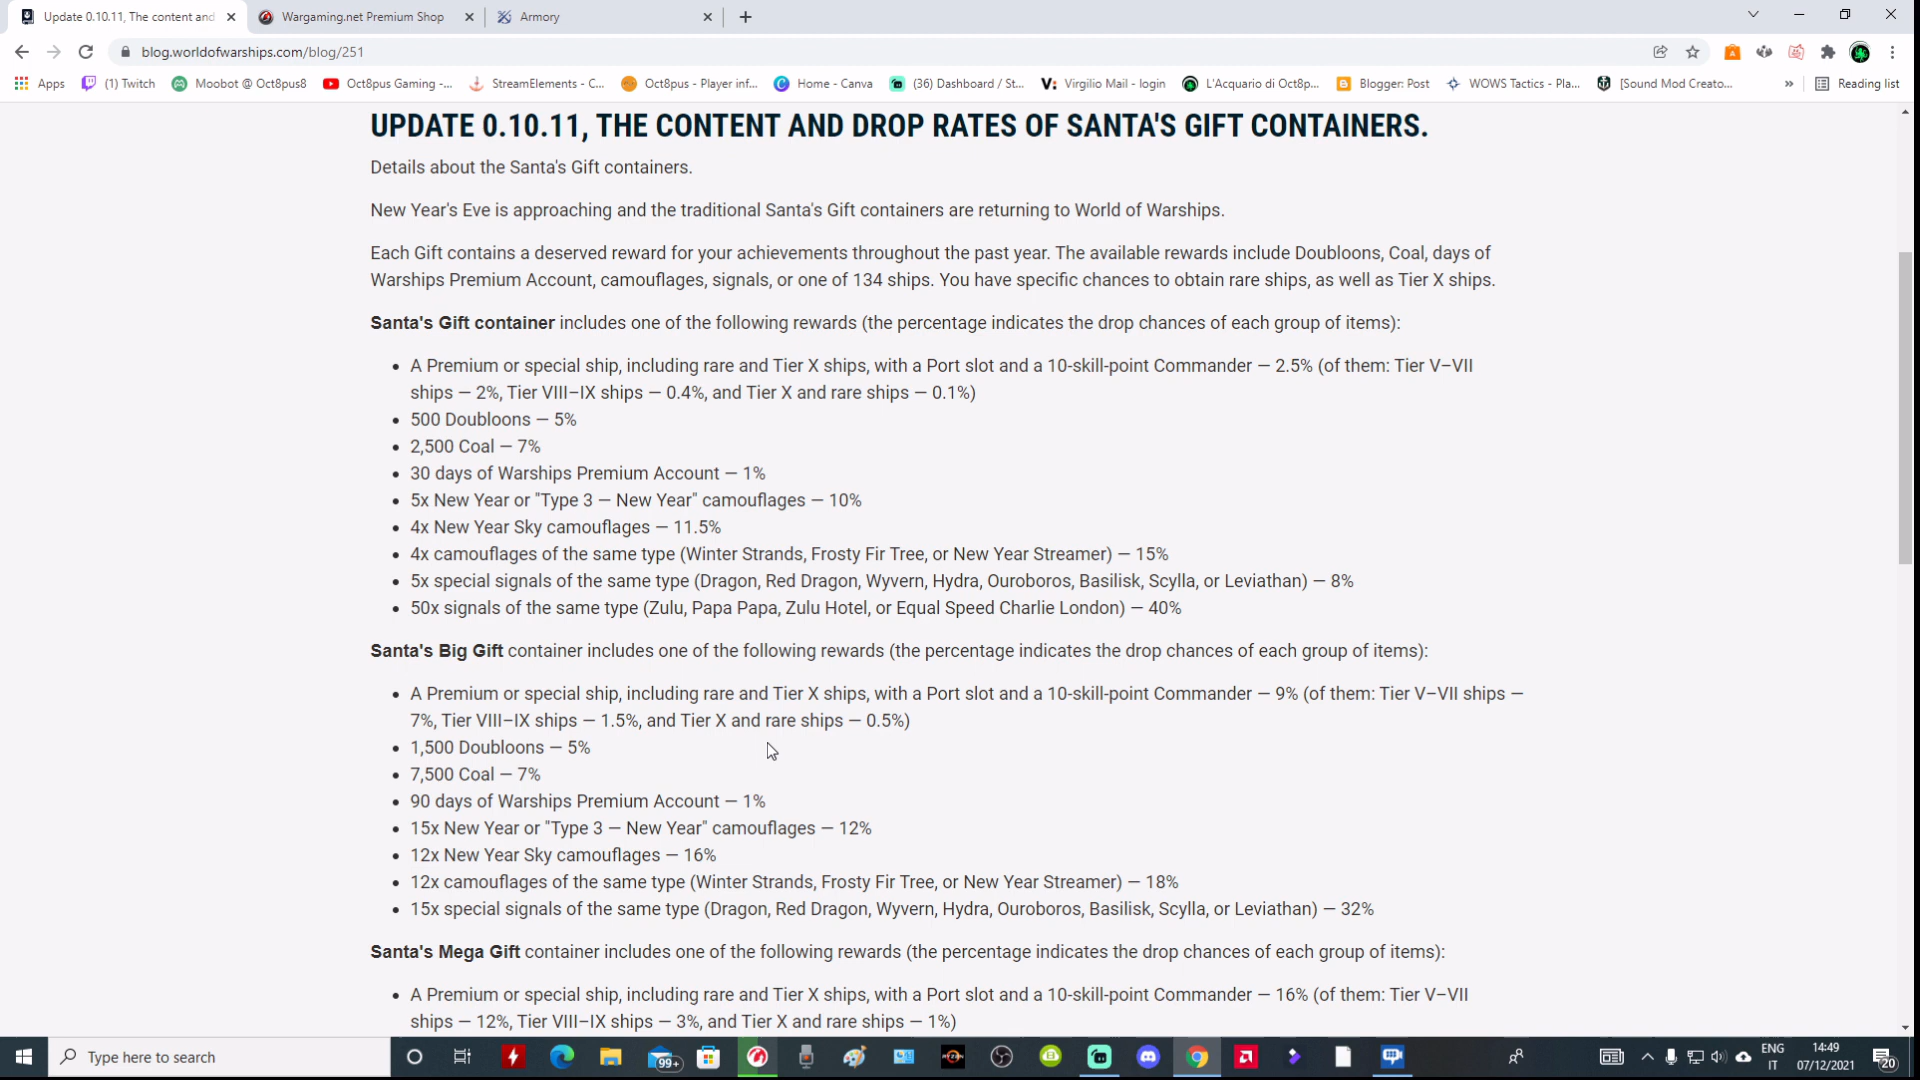 Update 0.10.11, The content and
Wargaming.net Premium Shop
Armory
blog.worldofwarships.com/blog/251
Apps
(1) Twitch
Moobot @ Oct8pus8
Oct8pus Gaming -...
StreamElements - C...
Oct8pus - Player inf...
Home - Canva
(36) Dashboard / St...
Virgilio Mail - login
L'Acquario di Oct8p...
Blogger: Post
WOWS Tactics - Pla...
[Sound Mod Creato...
»
Reading list
UPDATE 0.10.11, THE CONTENT AND DROP RATES OF SANTA'S GIFT CONTAINERS.
Details about the Santa's Gift containers.
New Year's Eve is approaching and the traditional Santa's Gift containers are returning to World of Warships.
Each Gift contains a deserved reward for your achievements throughout the past year. The available rewards include Doubloons, Coal, days of
Warships Premium Account, camouflages, signals, or one of 134 ships. You have specific chances to obtain rare ships, as well as Tier X ships.
Santa's Gift container includes one of the following rewards (the percentage indicates the drop chances of each group of items):
• A Premium or special ship, including rare and Tier X ships, with a Port slot and a 10-skill-point Commander — 2.5% (of them: Tier V–VII
ships — 2%, Tier VIII–IX ships — 0.4%, and Tier X and rare ships — 0.1%)
• 500 Doubloons — 5%
• 2,500 Coal — 7%
• 30 days of Warships Premium Account — 1%
• 5x New Year or "Type 3 — New Year" camouflages — 10%
• 4x New Year Sky camouflages — 11.5%
• 4x camouflages of the same type (Winter Strands, Frosty Fir Tree, or New Year Streamer) — 15%
• 5x special signals of the same type (Dragon, Red Dragon, Wyvern, Hydra, Ouroboros, Basilisk, Scylla, or Leviathan) — 8%
• 50x signals of the same type (Zulu, Papa Papa, Zulu Hotel, or Equal Speed Charlie London) — 40%
Santa's Big Gift container includes one of the following rewards (the percentage indicates the drop chances of each group of items):
• A Premium or special ship, including rare and Tier X ships, with a Port slot and a 10-skill-point Commander — 9% (of them: Tier V–VII ships —
7%, Tier VIII–IX ships — 1.5%, and Tier X and rare ships — 0.5%)
• 1,500 Doubloons — 5%
• 7,500 Coal — 7%
• 90 days of Warships Premium Account — 1%
• 15x New Year or "Type 3 — New Year" camouflages — 12%
• 12x New Year Sky camouflages — 16%
• 12x camouflages of the same type (Winter Strands, Frosty Fir Tree, or New Year Streamer) — 18%
• 15x special signals of the same type (Dragon, Red Dragon, Wyvern, Hydra, Ouroboros, Basilisk, Scylla, or Leviathan) — 32%
Santa's Mega Gift container includes one of the following rewards (the percentage indicates the drop chances of each group of items):
• A Premium or special ship, including rare and Tier X ships, with a Port slot and a 10-skill-point Commander — 16% (of them: Tier V–VII
ships — 12%, Tier VIII–IX ships — 3%, and Tier X and rare ships — 1%)
Type here to search
99+
RYZEN
ENG
IT
14:49
07/12/2021
20